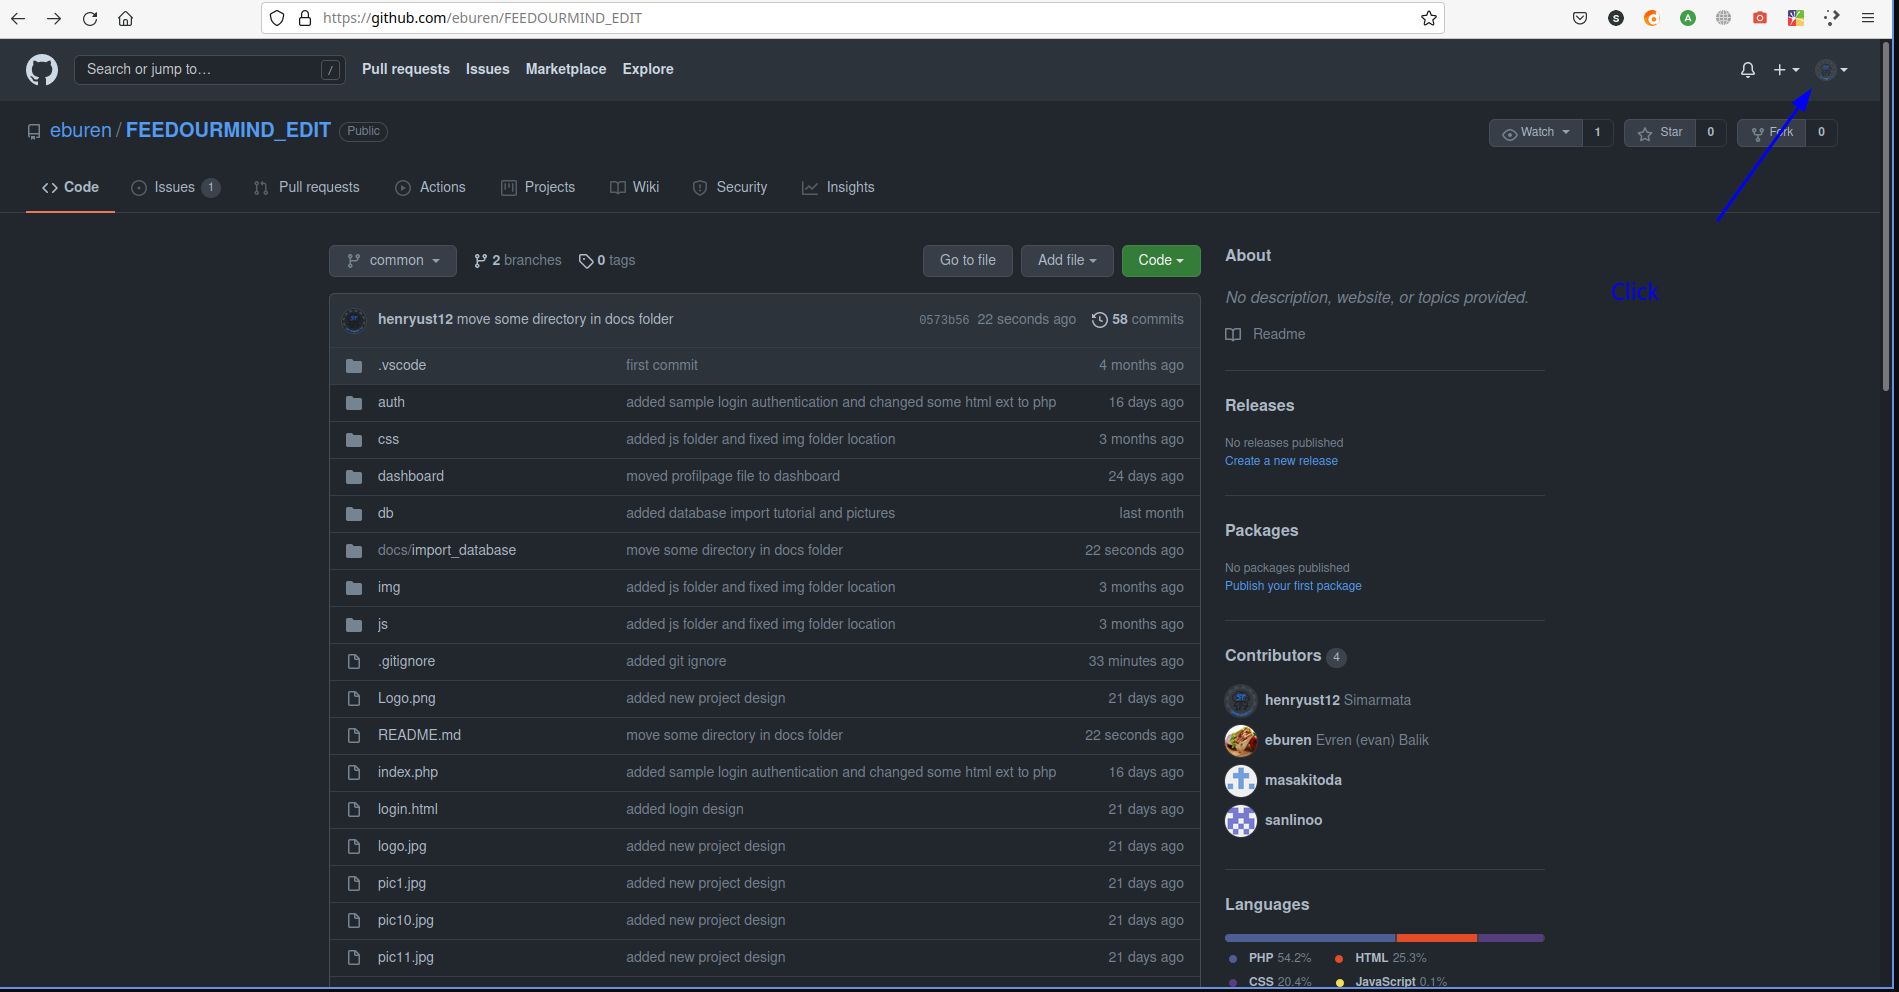 https://github.com/eburen/FEEDOURMIND_EDIT
Search or jump to… / Pull requests Issues Marketplace Explore
eburen / FEEDOURMIND_EDIT Public Watch 1 Star 0 Fork 0
Code Issues 1 Pull requests Actions Projects Wiki Security Insights
common 2 branches 0 tags Go to file Add file Code
henryust12 move some directory in docs folder 0573b56 22 seconds ago 58 commits
.vscode first commit 4 months ago
auth added sample login authentication and changed some html ext to php 16 days ago
css added js folder and fixed img folder location 3 months ago
dashboard moved profilpage file to dashboard 24 days ago
db added database import tutorial and pictures last month
docs/import_database move some directory in docs folder 22 seconds ago
img added js folder and fixed img folder location 3 months ago
js added js folder and fixed img folder location 3 months ago
.gitignore added git ignore 33 minutes ago
Logo.png added new project design 21 days ago
README.md move some directory in docs folder 22 seconds ago
index.php added sample login authentication and changed some html ext to php 16 days ago
login.html added login design 21 days ago
logo.jpg added new project design 21 days ago
pic1.jpg added new project design 21 days ago
pic10.jpg added new project design 21 days ago
pic11.jpg added new project design 21 days ago
About
No description, website, or topics provided.
Click
Readme
Releases
No releases published
Create a new release
Packages
No packages published
Publish your first package
Contributors 4
henryust12 Simarmata
eburen Evren (evan) Balik
masakitoda
sanlinoo
Languages
PHP 54.2% HTML 25.3%
CSS 20.4% JavaScript 0.1%